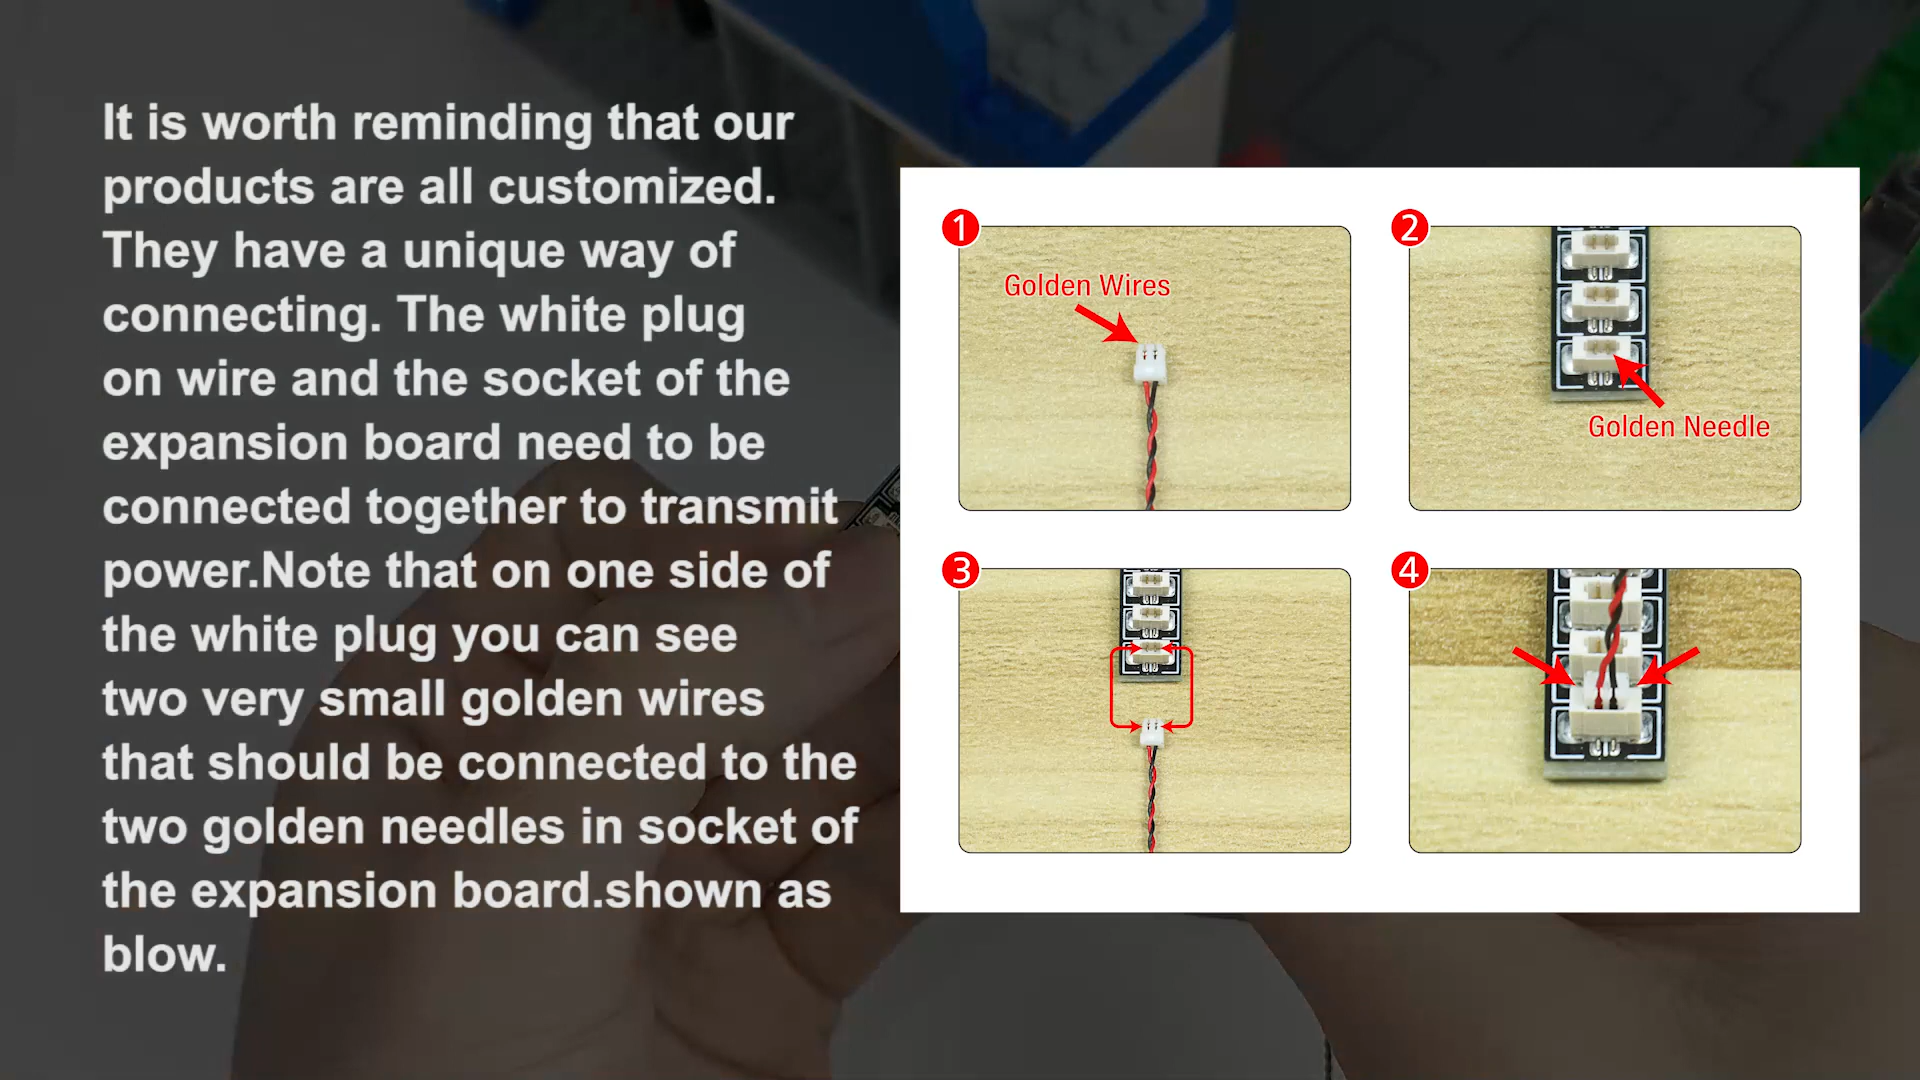 It is worth reminding that our
products are all customized.
They have a unique way of
connecting. The white plug
on wire and the socket of the
expansion board need to be
connected together to transmit
power.Note that on one side of
the white plug you can see
two very small golden wires
that should be connected to the
two golden needles in socket of
the expansion board.shown as
blow.
1
Golden Wires
2
Golden Needle
3
4